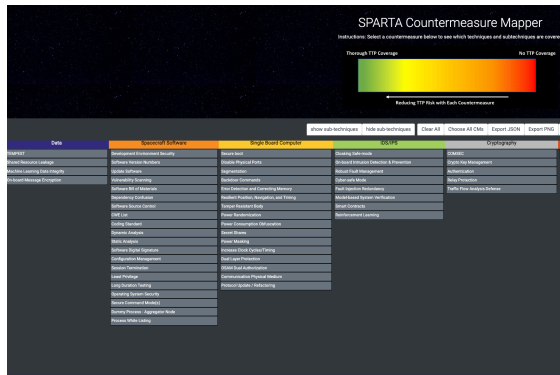 SPARTA Countermeasure Mapper
Instructions: Select a countermeasure below to see which techniques and subtechniques are covere
Thorough TTP Coverage
No TTP Coverage
Reducing TTP Risk with Each Countermeasure
show sub-techniques
hide sub-techniques
Clear All
Choose All CMs
Export JSON
Export PNG
Data
TEMPEST
Shared Resource Leakage
Machine Learning Data Integrity
On-board Message Encryption
Spacecraft Software
Development Environment Security
Software Version Numbers
Update Software
Vulnerability Scanning
Software Bill of Materials
Dependency Confusion
Software Source Control
CWE List
Coding Standard
Dynamic Analysis
Static Analysis
Software Digital Signature
Configuration Management
Session Termination
Least Privilege
Long Duration Testing
Operating System Security
Secure Command Mode(s)
Dummy Process - Aggregator Node
Process White Listing
Single Board Computer
Secure boot
Disable Physical Ports
Segmentation
Backdoor Commands
Error Detection and Correcting Memory
Resilient Position, Navigation, and Timing
Tamper Resistant Body
Power Randomization
Power Consumption Obfuscation
Secret Shares
Power Masking
Increase Clock Cycles/Timing
Dual Layer Protection
OSAM Dual Authorization
Communication Physical Medium
Protocol Update / Refactoring
IDS/IPS
Cloaking Safe-mode
On-board Intrusion Detection & Prevention
Robust Fault Management
Cyber-safe Mode
Fault Injection Redundancy
Model-based System Verification
Smart Contracts
Reinforcement Learning
Cryptography
COMSEC
Crypto Key Management
Authentication
Relay Protection
Traffic Flow Analysis Defense